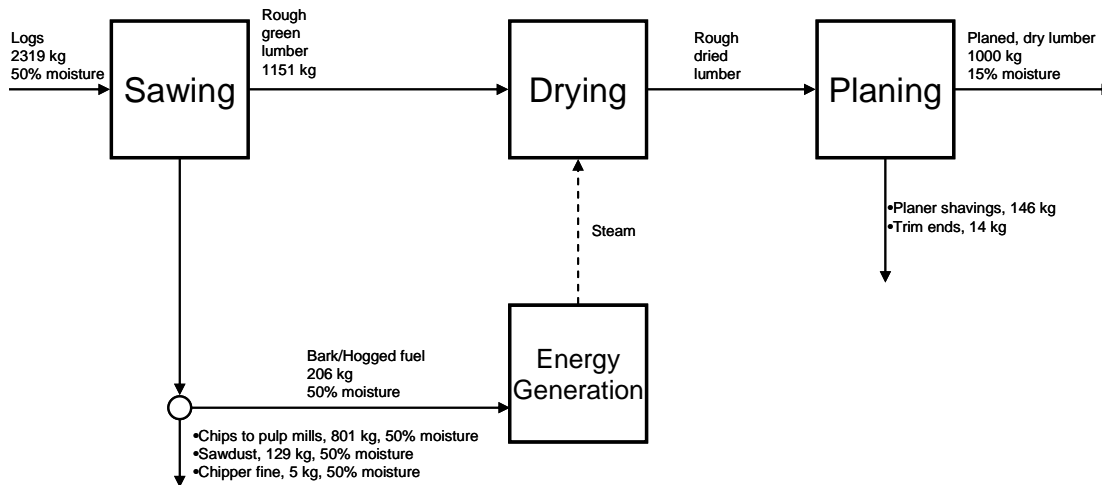 Logs
2319 kg
50% moisture
Sawing
Rough
green
lumber
1151 kg
Drying
Rough
dried
lumber
Planing
Planed, dry lumber
1000 kg
15% moisture
•Planer shavings, 146 kg
•Trim ends, 14 kg
Steam
Bark/Hogged fuel
206 kg
50% moisture
Energy
Generation
•Chips to pulp mills, 801 kg, 50% moisture
•Sawdust, 129 kg, 50% moisture
•Chipper fine, 5 kg, 50% moisture